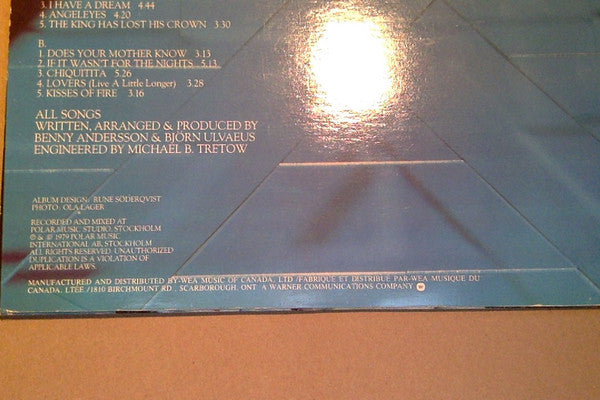 3. I HAVE A DREAM 4.44
4. ANGELEYES 4.20
5. THE KING HAS LOST HIS CROWN 3.30
B.
1. DOES YOUR MOTHER KNOW 3.13
2. IF IT WASN'T FOR THE NIGHTS 5.13
3. CHIQUITITA 5.26
4. LOVERS (Live A Little Longer) 3.28
5. KISSES OF FIRE 3.16
ALL SONGS
WRITTEN, ARRANGED & PRODUCED BY
BENNY ANDERSSON & BJÖRN ULVAEUS
ENGINEERED BY MICHAEL B. TRETOW
ALBUM DESIGN: RUNE SÖDERQVIST
PHOTO: OLA LAGER
RECORDED AND MIXED AT
POLAR MUSIC STUDIO, STOCKHOLM
© & ℗ 1979 POLAR MUSIC
INTERNATIONAL AB, STOCKHOLM
ALL RIGHTS RESERVED. UNAUTHORIZED
DUPLICATION IS A VIOLATION OF
APPLICABLE LAWS.
MANUFACTURED AND DISTRIBUTED BY-WEA MUSIC OF CANADA, LTD./FABRIQUE ET DISTRIBUE PAR-WEA MUSIQUE DU
CANADA, LTEE./1810 BIRCHMOUNT RD., SCARBOROUGH, ONT. A WARNER COMMUNICATIONS COMPANY